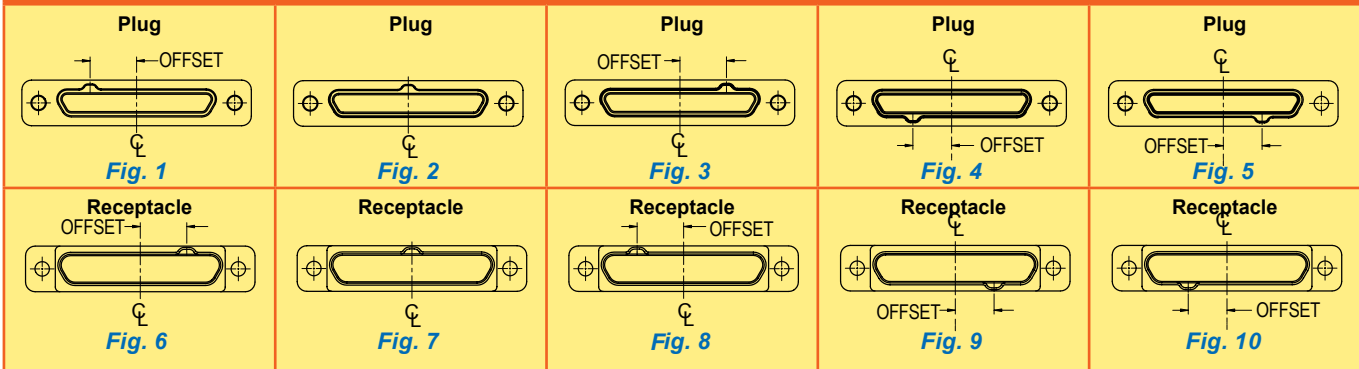 Plug
OFFSET
℄
Fig. 1
Plug
℄
Fig. 2
Plug
OFFSET
℄
Fig. 3
Plug
℄
OFFSET
Fig. 4
Plug
℄
OFFSET
Fig. 5
Receptacle
OFFSET
℄
Fig. 6
Receptacle
℄
Fig. 7
Receptacle
OFFSET
℄
Fig. 8
Receptacle
℄
OFFSET
Fig. 9
Receptacle
℄
OFFSET
Fig. 10